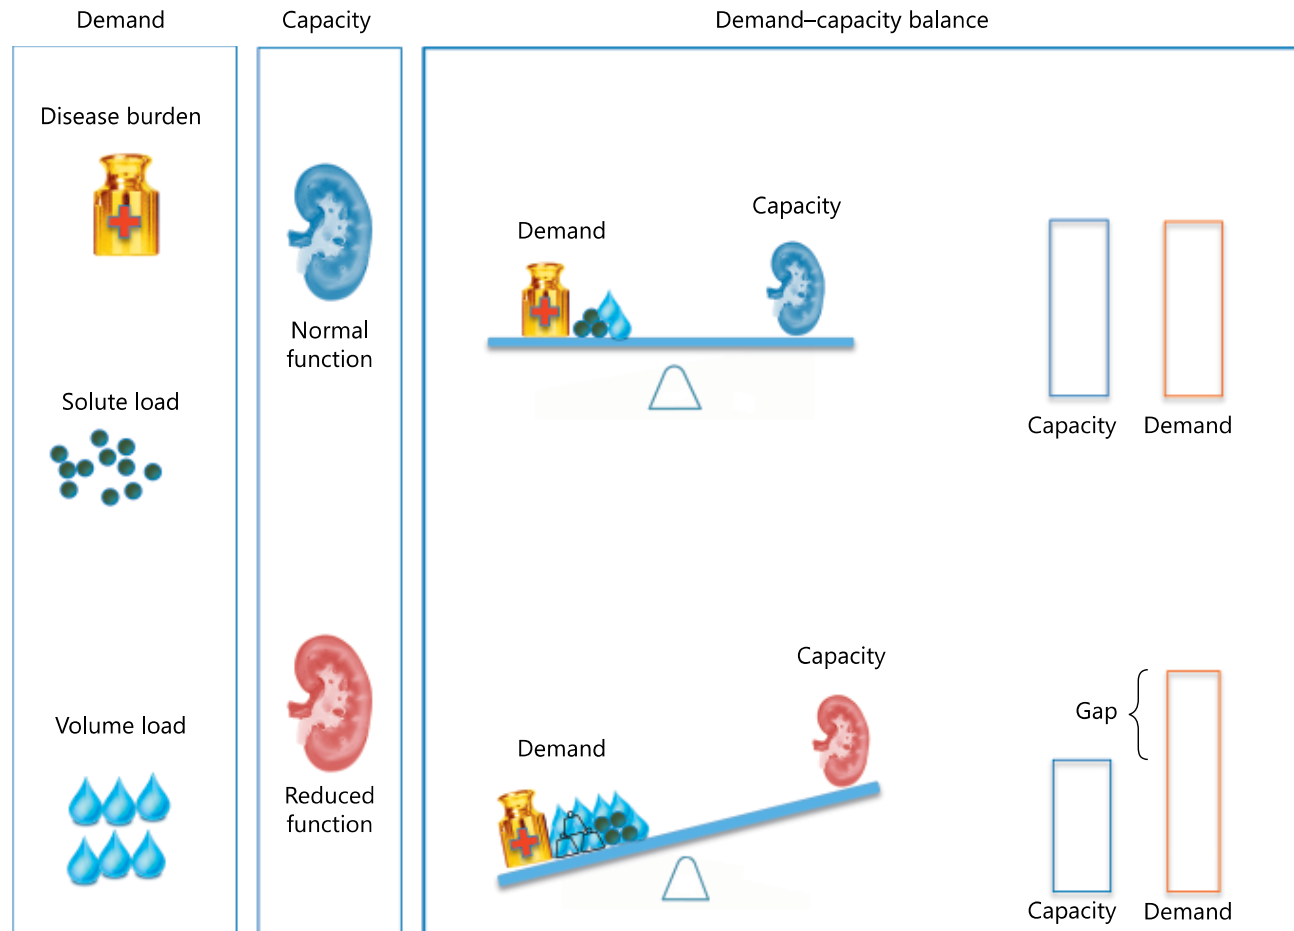 Demand
Capacity
Demand–capacity balance
Disease burden
Normal
function
Solute load
Volume load
Reduced
function
Demand
Capacity
Capacity
Demand
Demand
Capacity
Gap
Capacity
Demand